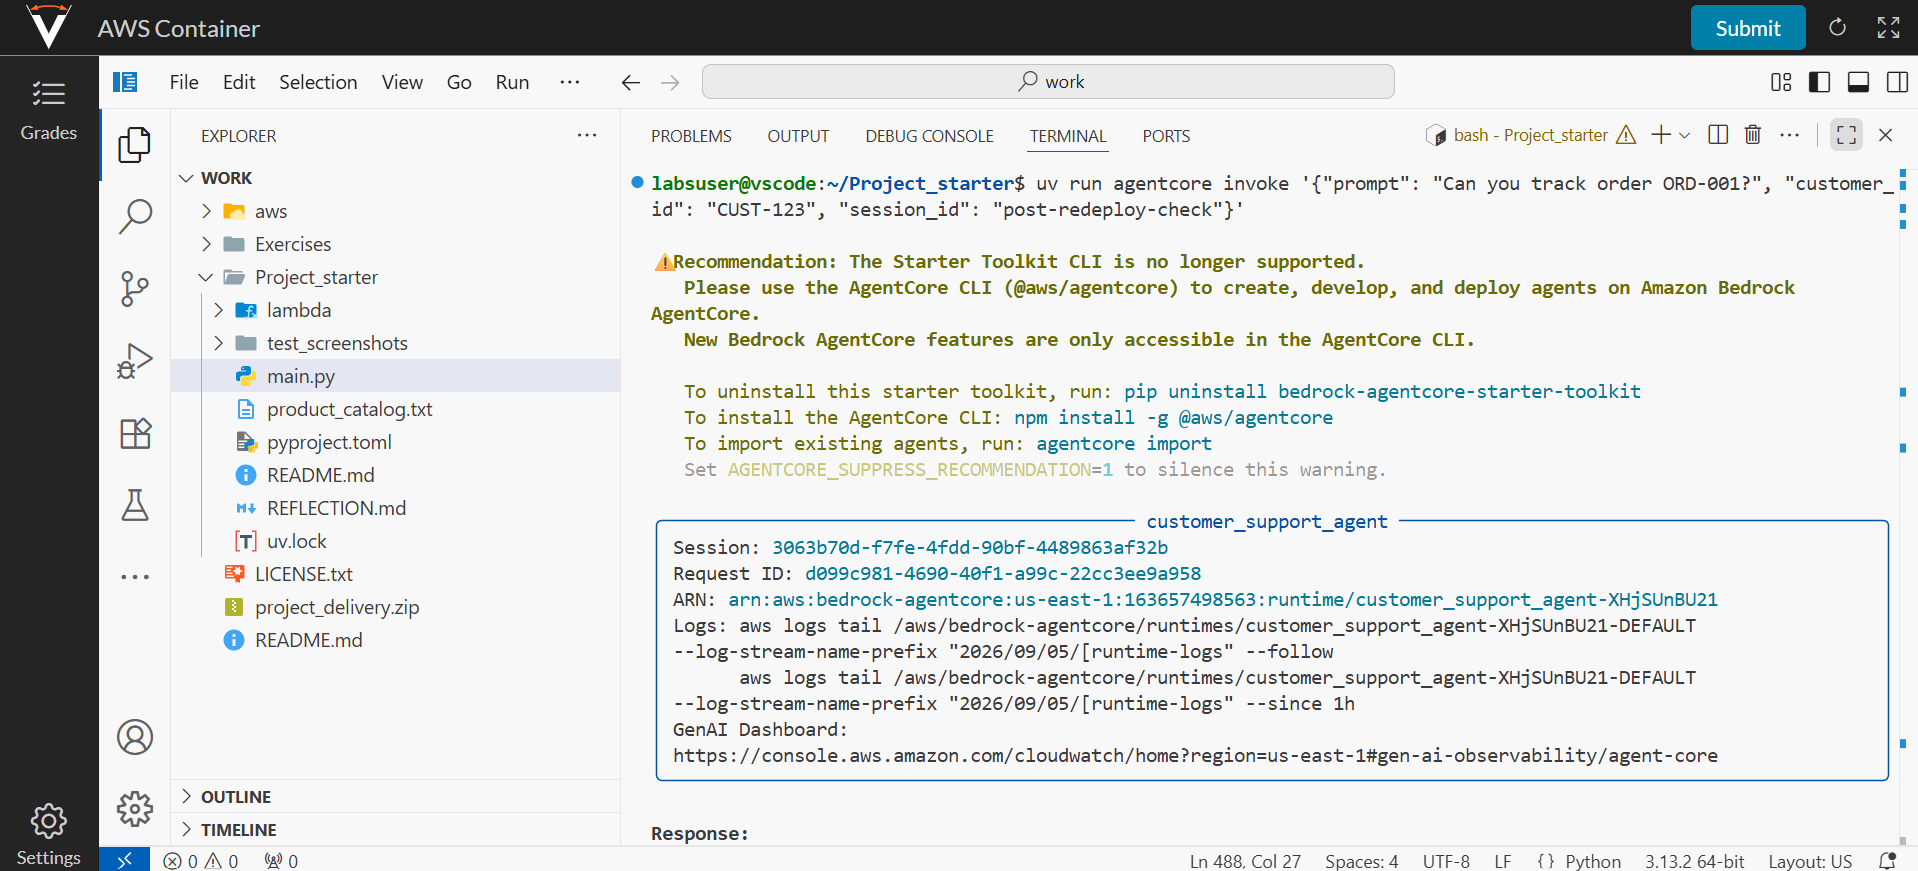 AWS Container
Submit
Grades
Settings
File Edit Selection View Go Run ···
work
EXPLORER
WORK
aws
Exercises
Project_starter
lambda
test_screenshots
main.py
product_catalog.txt
pyproject.toml
README.md
REFLECTION.md
uv.lock
LICENSE.txt
project_delivery.zip
README.md
OUTLINE
TIMELINE
PROBLEMS OUTPUT DEBUG CONSOLE TERMINAL PORTS
bash - Project_starter
labsuser@vscode:~/Project_starter$ uv run agentcore invoke '{"prompt": "Can you track order ORD-001?", "customer_
id": "CUST-123", "session_id": "post-redeploy-check"}'
⚠️Recommendation: The Starter Toolkit CLI is no longer supported.
Please use the AgentCore CLI (@aws/agentcore) to create, develop, and deploy agents on Amazon Bedrock
AgentCore.
New Bedrock AgentCore features are only accessible in the AgentCore CLI.
To uninstall this starter toolkit, run: pip uninstall bedrock-agentcore-starter-toolkit
To install the AgentCore CLI: npm install -g @aws/agentcore
To import existing agents, run: agentcore import
Set AGENTCORE_SUPPRESS_RECOMMENDATION=1 to silence this warning.
customer_support_agent
Session: 3063b70d-f7fe-4fdd-90bf-4489863af32b
Request ID: d099c981-4690-40f1-a99c-22cc3ee9a958
ARN: arn:aws:bedrock-agentcore:us-east-1:163657498563:runtime/customer_support_agent-XHjSUnBU21
Logs: aws logs tail /aws/bedrock-agentcore/runtimes/customer_support_agent-XHjSUnBU21-DEFAULT
--log-stream-name-prefix "2026/09/05/[runtime-logs" --follow
aws logs tail /aws/bedrock-agentcore/runtimes/customer_support_agent-XHjSUnBU21-DEFAULT
--log-stream-name-prefix "2026/09/05/[runtime-logs" --since 1h
GenAI Dashboard:
https://console.aws.amazon.com/cloudwatch/home?region=us-east-1#gen-ai-observability/agent-core
Response:
0 0 0
Ln 488, Col 27 Spaces: 4 UTF-8 LF { } Python 3.13.2 64-bit Layout: US